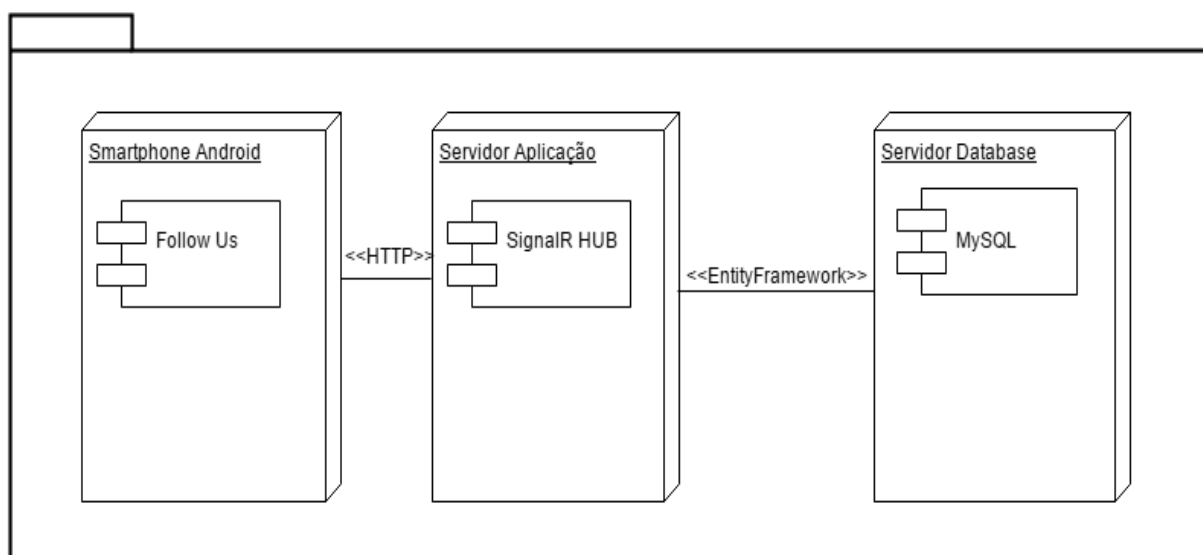 Smartphone Android
Follow Us
<<HTTP>>
Servidor Aplicação
SignalR HUB
<<EntityFramework>>
Servidor Database
MySQL